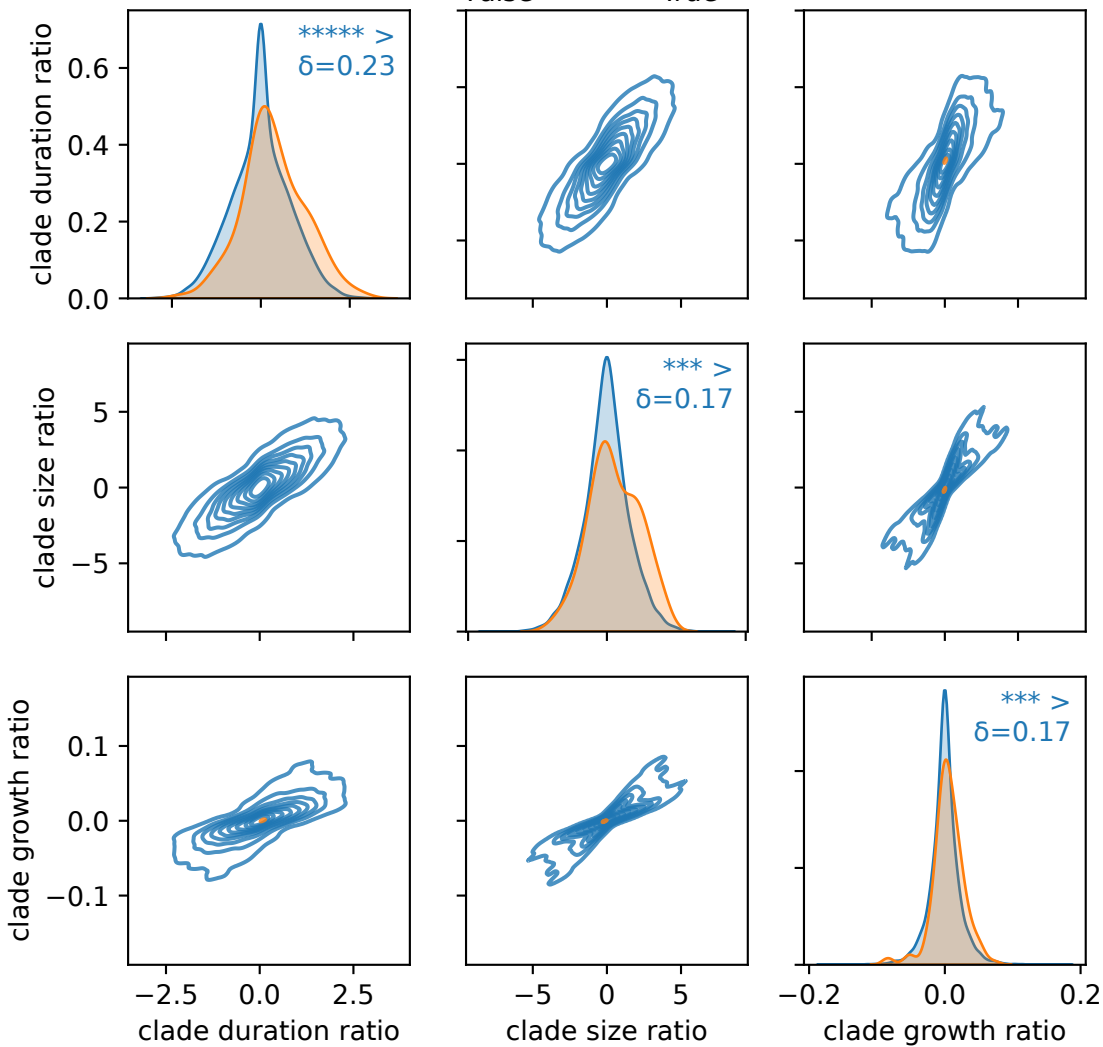 ***** >
δ=0.23
clade duration ratio
0.6
0.4
0.2
0.0
*** >
δ=0.17
clade size ratio
5
0
−5
*** >
δ=0.17
clade growth ratio
0.1
0.0
−0.1
−2.5 0.0 2.5 −5 0 5 −0.2 0.0 0.2
clade duration ratio clade size ratio clade growth ratio